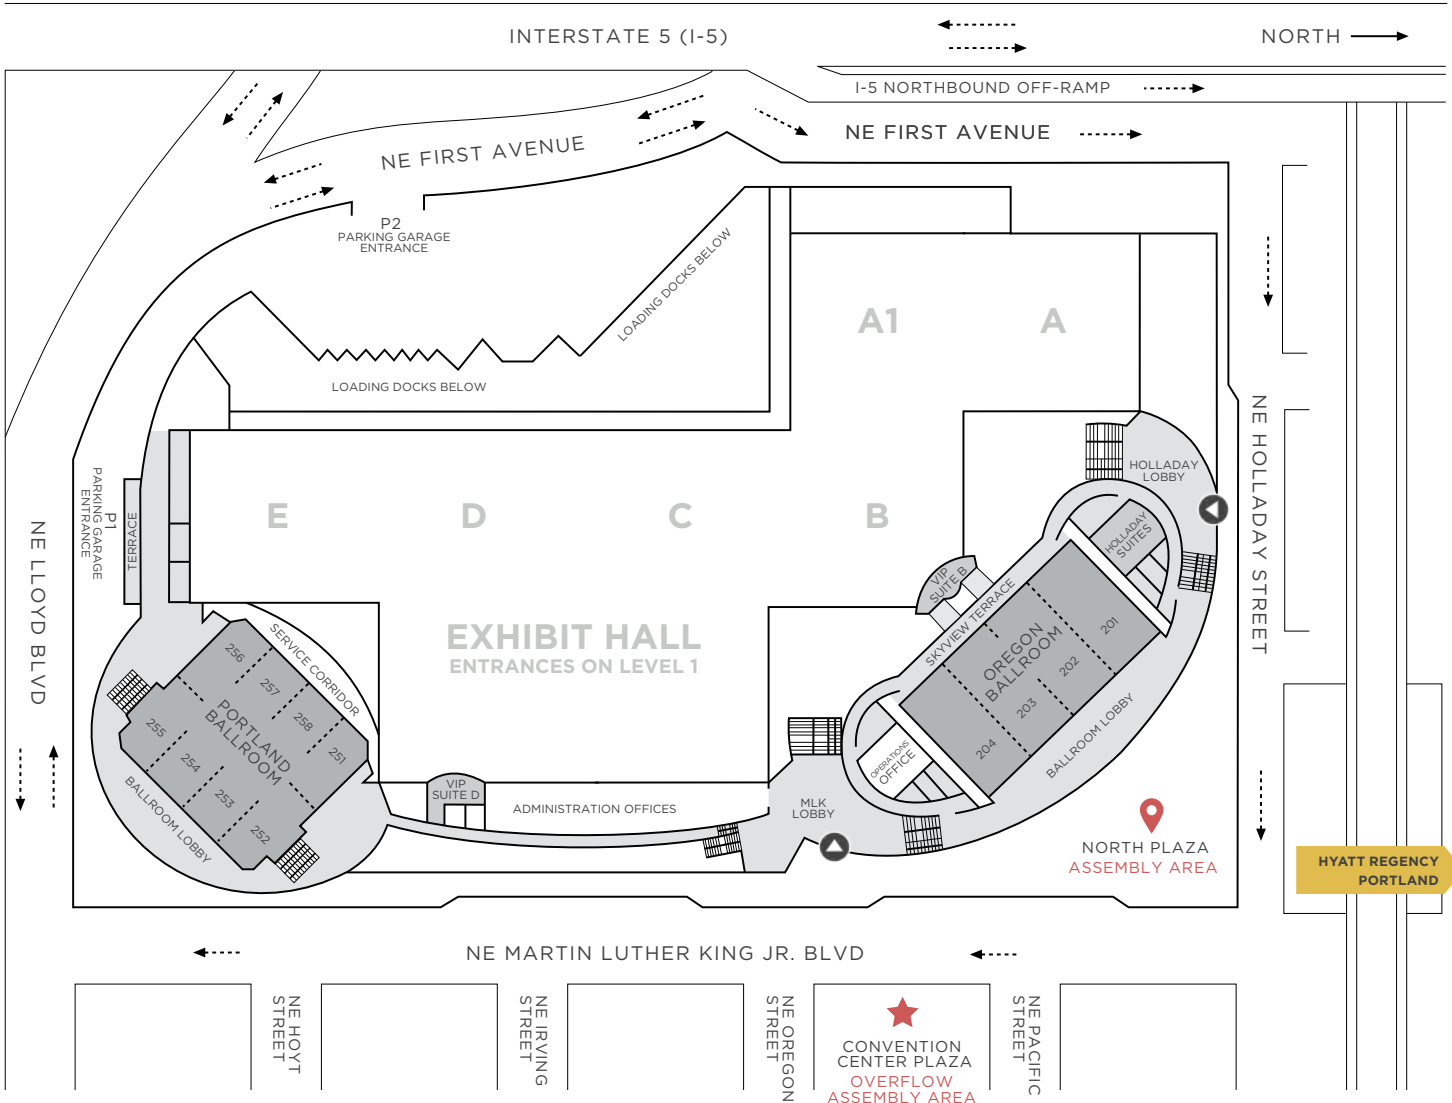 INTERSTATE 5 (I-5)
NORTH
I-5 NORTHBOUND OFF-RAMP
NE FIRST AVENUE
NE FIRST AVENUE
P2
PARKING GARAGE
ENTRANCE
LOADING DOCKS BELOW
LOADING DOCKS BELOW
A1
A
NE HOLLADAY STREET
HOLLADAY
LOBBY
HOLLADAY
SUITES
P1
PARKING GARAGE
ENTRANCE
TERRACE
NE LLOYD BLVD
E
D
C
B
VIP
SUITE B
SKYVIEW TERRACE
OREGON
BALLROOM
201
202
203
204
BALLROOM LOBBY
EXHIBIT HALL
ENTRANCES ON LEVEL 1
SERVICE CORRIDOR
256
257
258
251
PORTLAND
BALLROOM
255
254
253
252
BALLROOM LOBBY
VIP
SUITE D
ADMINISTRATION OFFICES
MLK
LOBBY
OPERATIONS
OFFICE
NORTH PLAZA
ASSEMBLY AREA
HYATT REGENCY
PORTLAND
NE MARTIN LUTHER KING JR. BLVD
NE HOYT
STREET
NE IRVING
STREET
NE OREGON
STREET
CONVENTION
CENTER PLAZA
OVERFLOW
ASSEMBLY AREA
NE PACIFIC
STREET